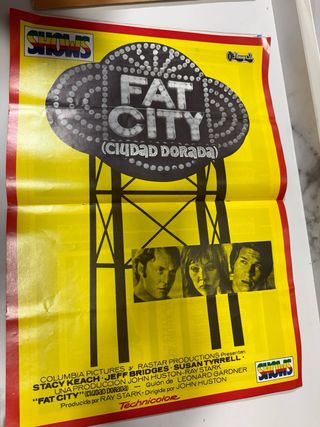 SHOWS
FAT
CITY
(CIUDAD DORADA)
COLUMBIA PICTURES y RASTAR PRODUCTIONS Presentan
STACY KEACH · JEFF BRIDGES · SUSAN TYRRELL ·
UNA PRODUCCION JOHN HUSTON-RAY STARK
"FAT CITY" (CIUDAD DORADA) - Guión de LEONARD GARDNER
Producida por RAY STARK - Dirigida por JOHN HUSTON
Technicolor
SHOWS